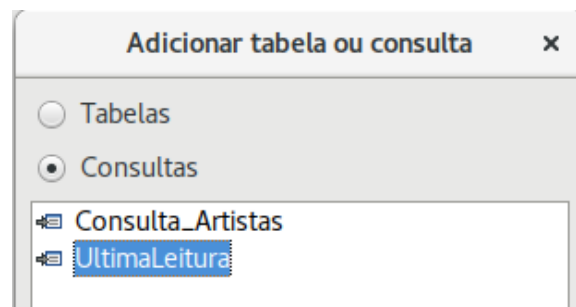 Adicionar tabela ou consulta ×
Tabelas
Consultas
Consulta_Artistas
UltimaLeitura